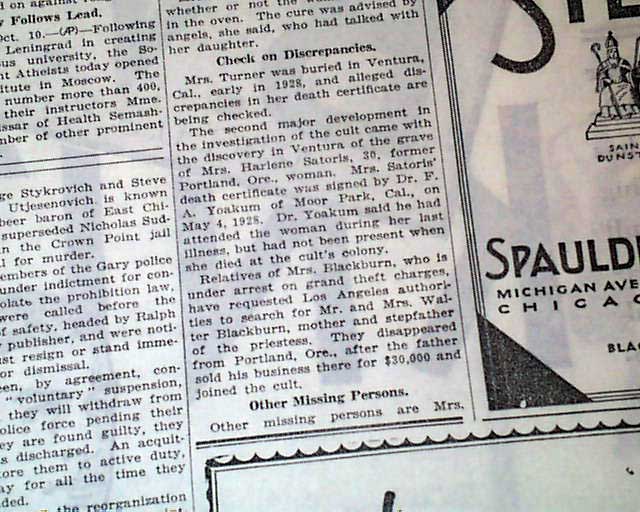 d on against
y Follows Lead.
Oct. 10.—(AP)—Following
Leningrad in creating
ous university, the So-
nt Atheists today opened
titute in Moscow. The
number more than 400,
their instructors Mme.
issar of Health Semash-
mber of other prominent
ge Stykrovich and Steve
Utjesenovich is known
beer baron of East Chi-
superseded Nicholas Sud-
n the Crown Point jail
l for murder.
embers of the Gary police
under indictment for con-
olate the prohibition law,
were called before the
f safety, headed by Ralph
publisher, and were noti-
ust resign or stand imme-
or dismissal.
een, by agreement, con-
"voluntary" suspension,
they will withdraw from
olice force pending their
ey are found guilty, they
s discharged. An acquit-
tore them to active duty,
ay for all the time they
ded.
the reorganization
whether or not the
in the oven. The cure was advised by
angels, she said, who had talked with
her daughter.
Check on Discrepancies.
Mrs. Turner was buried in Ventura,
Cal., early in 1928, and alleged dis-
crepancies in her death certificate are
being checked.
The second major development in
the investigation of the cult came with
the discovery in Ventura of the grave
of Mrs. Harlene Satoris, 30, former
Portland, Ore., woman. Mrs. Satoris'
death certificate was signed by Dr. F.
A. Yoakum of Moor Park, Cal., on
May 4, 1928. Dr. Yoakum said he had
attended the woman during her last
illness, but had not been present when
she died at the cult's colony.
Relatives of Mrs. Blackburn, who is
under arrest on grand theft charges,
have requested Los Angeles authori-
ties to search for Mr. and Mrs. Wal-
ter Blackburn, mother and stepfather
of the priestess. They disappeared
from Portland, Ore., after the father
sold his business there for $30,000 and
joined the cult.
Other Missing Persons.
Other missing persons are Mrs.
SAIN
DUNST
SPAULD
MICHIGAN AVE
CHICAG
BLAC